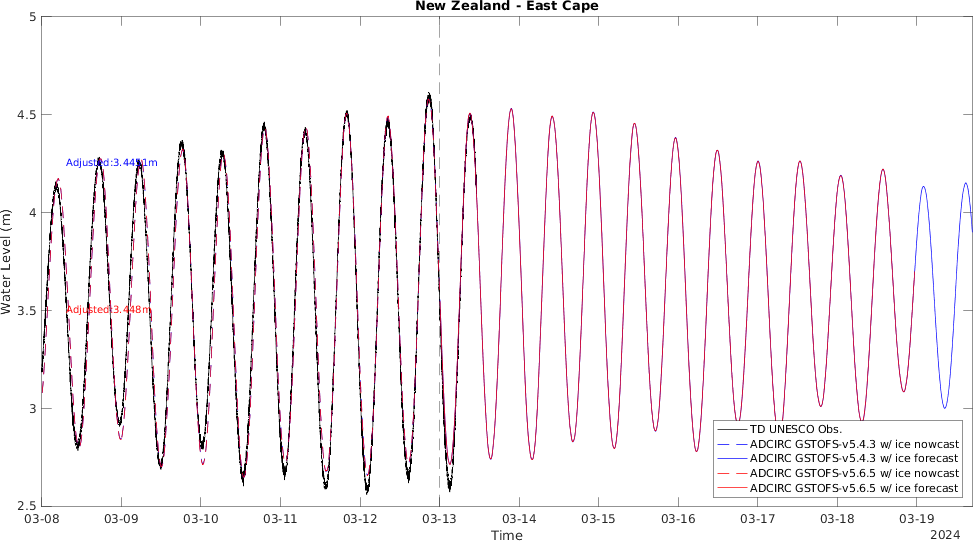 New Zealand - East Cape
5
4.5
4
3.5
3
2.5
Water Level (m)
Adjusted:3.4451m
Adjusted:3.448m
TD UNESCO Obs.
ADCIRC GSTOFS-v5.4.3 w/ ice nowcast
ADCIRC GSTOFS-v5.4.3 w/ ice forecast
ADCIRC GSTOFS-v5.6.5 w/ ice nowcast
ADCIRC GSTOFS-v5.6.5 w/ ice forecast
03-08 03-09 03-10 03-11 03-12 03-13 03-14 03-15 03-16 03-17 03-18 03-19
Time
2024